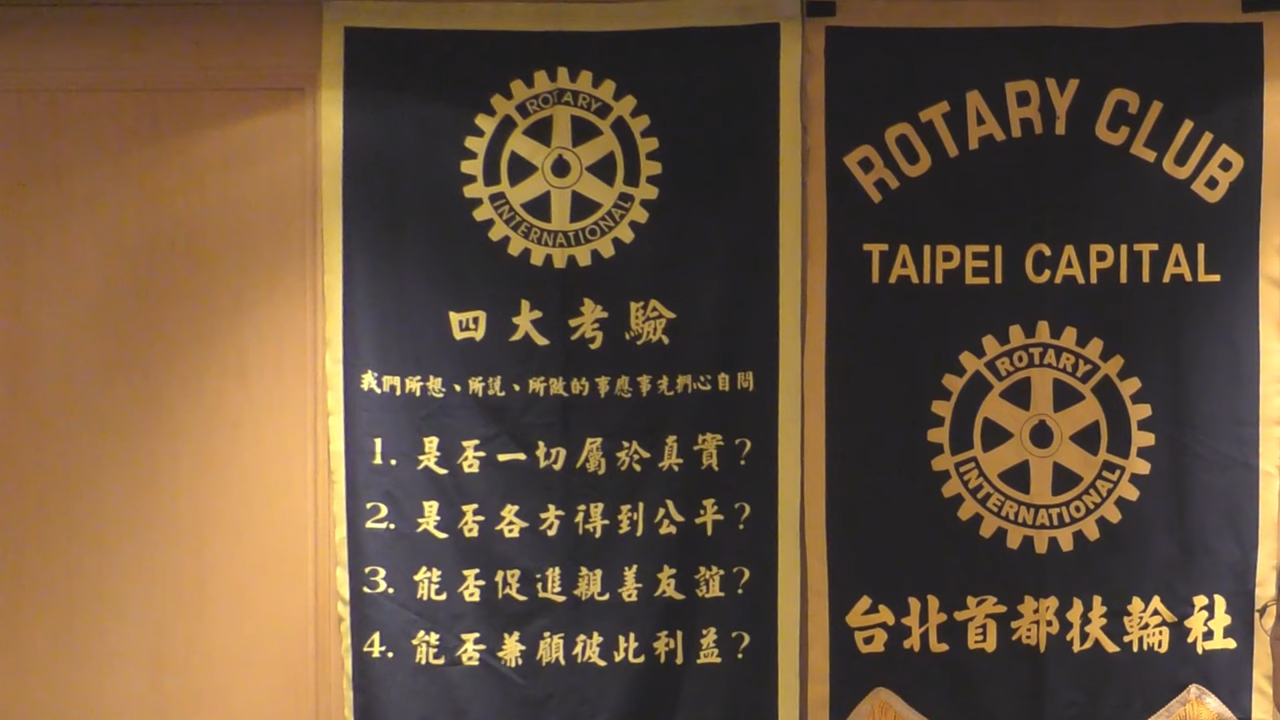 ROTARY
INTERNATIONAL
四大考驗
我們所想、所說、所做的事應事先捫心自問
1. 是否一切屬於真實?
2. 是否各方得到公平?
3. 能否促進親善友誼?
4. 能否兼顧彼此利益?
ROTARY CLUB
TAIPEI CAPITAL
ROTARY
INTERNATIONAL
台北首都扶輪社